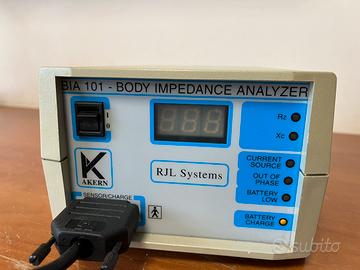 BIA 101 - BODY IMPEDANCE ANALYZER
I
0
Rz
Xc
AKERN
RJL Systems
CURRENT
SOURCE
OUT OF
PHASE
BATTERY
LOW
SENSOR/CHARGE
BATTERY
CHARGE
subito